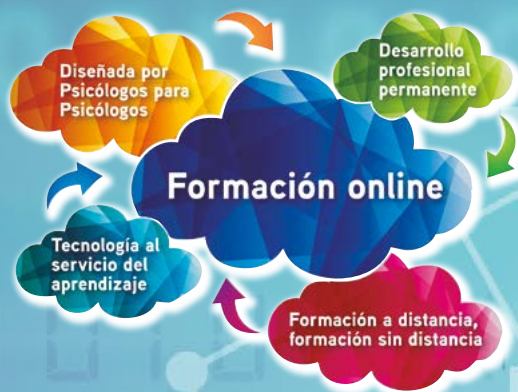 Diseñada por
Psicólogos para
Psicólogos
Desarrollo
profesional
permanente
Formación online
Tecnología al
servicio del
aprendizaje
Formación a distancia,
formación sin distancia